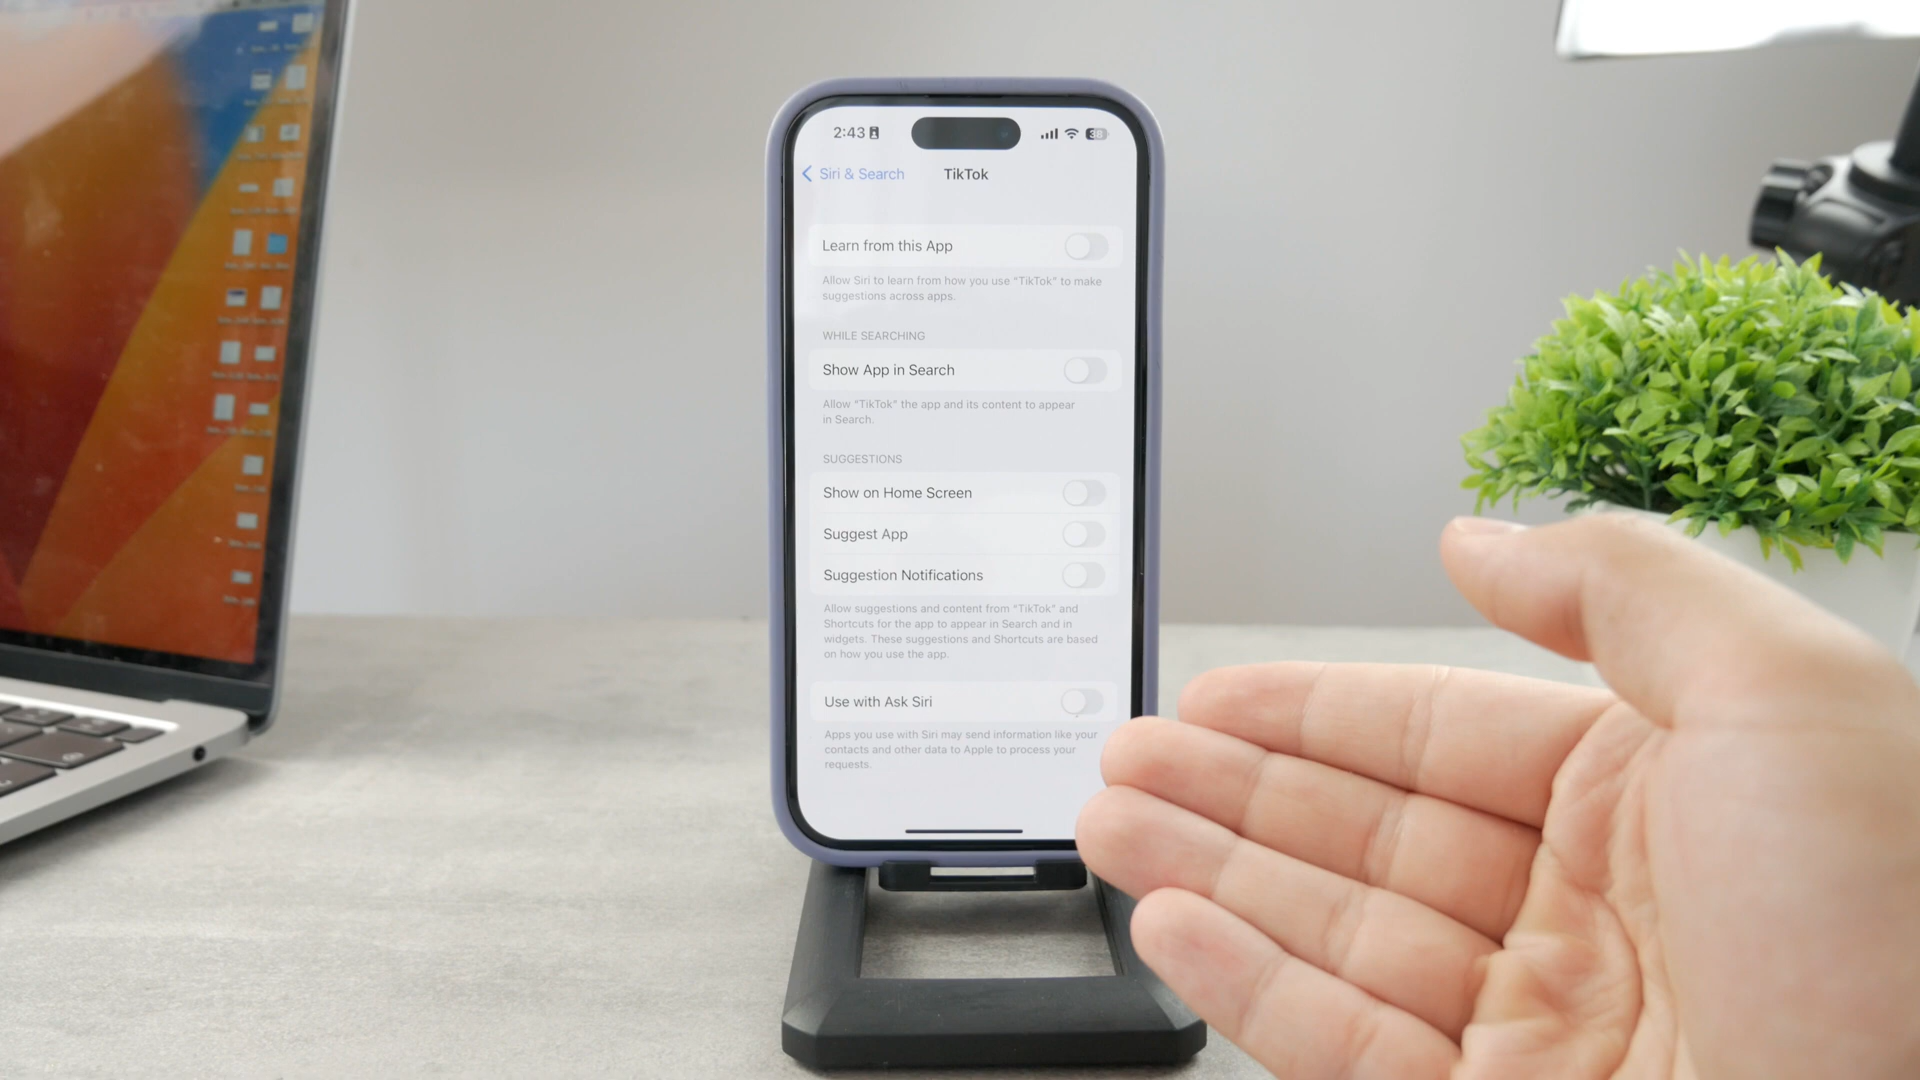 2:43
38
Siri & Search
TikTok
Learn from this App
Allow Siri to learn from how you use “TikTok” to make
suggestions across apps.
WHILE SEARCHING
Show App in Search
Allow “TikTok” the app and its content to appear
in Search.
SUGGESTIONS
Show on Home Screen
Suggest App
Suggestion Notifications
Allow suggestions and content from “TikTok” and
Shortcuts for the app to appear in Search and in
widgets. These suggestions and Shortcuts are based
on how you use the app.
Use with Ask Siri
Apps you use with Siri may send information like your
contacts and other data to Apple to process your
requests.